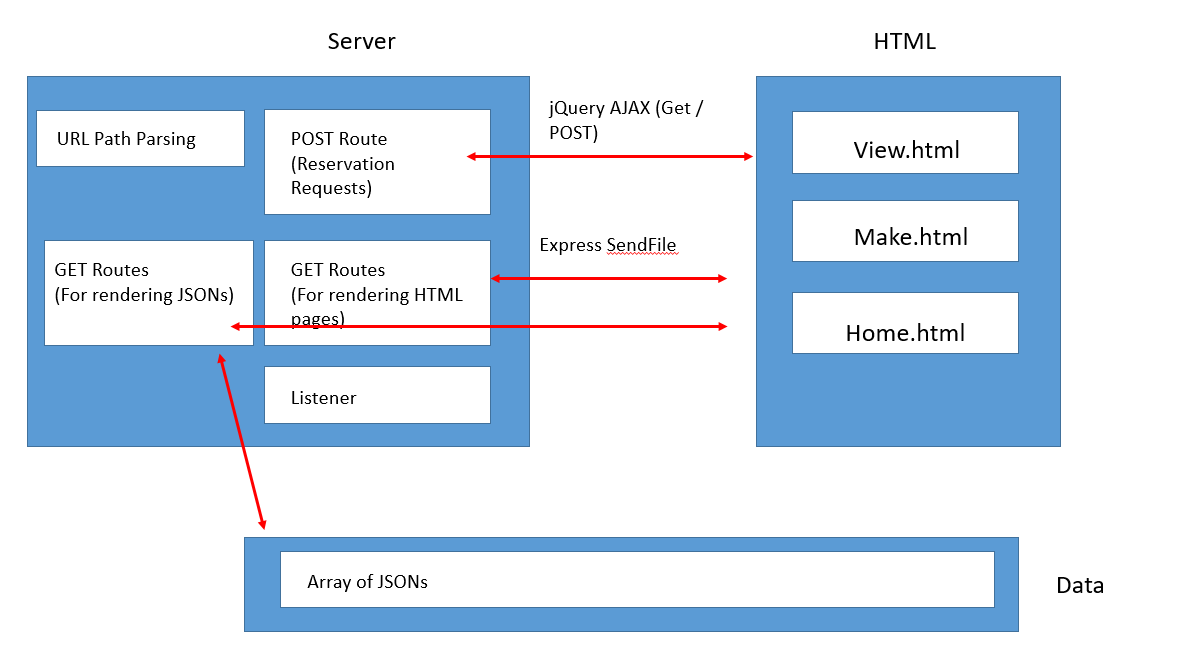 Server
HTML
URL Path Parsing
POST Route
(Reservation
Requests)
jQuery AJAX (Get /
POST)
View.html
Make.html
Home.html
GET Routes
(For rendering JSONs)
GET Routes
(For rendering HTML
pages)
Express SendFile
Listener
Array of JSONs
Data